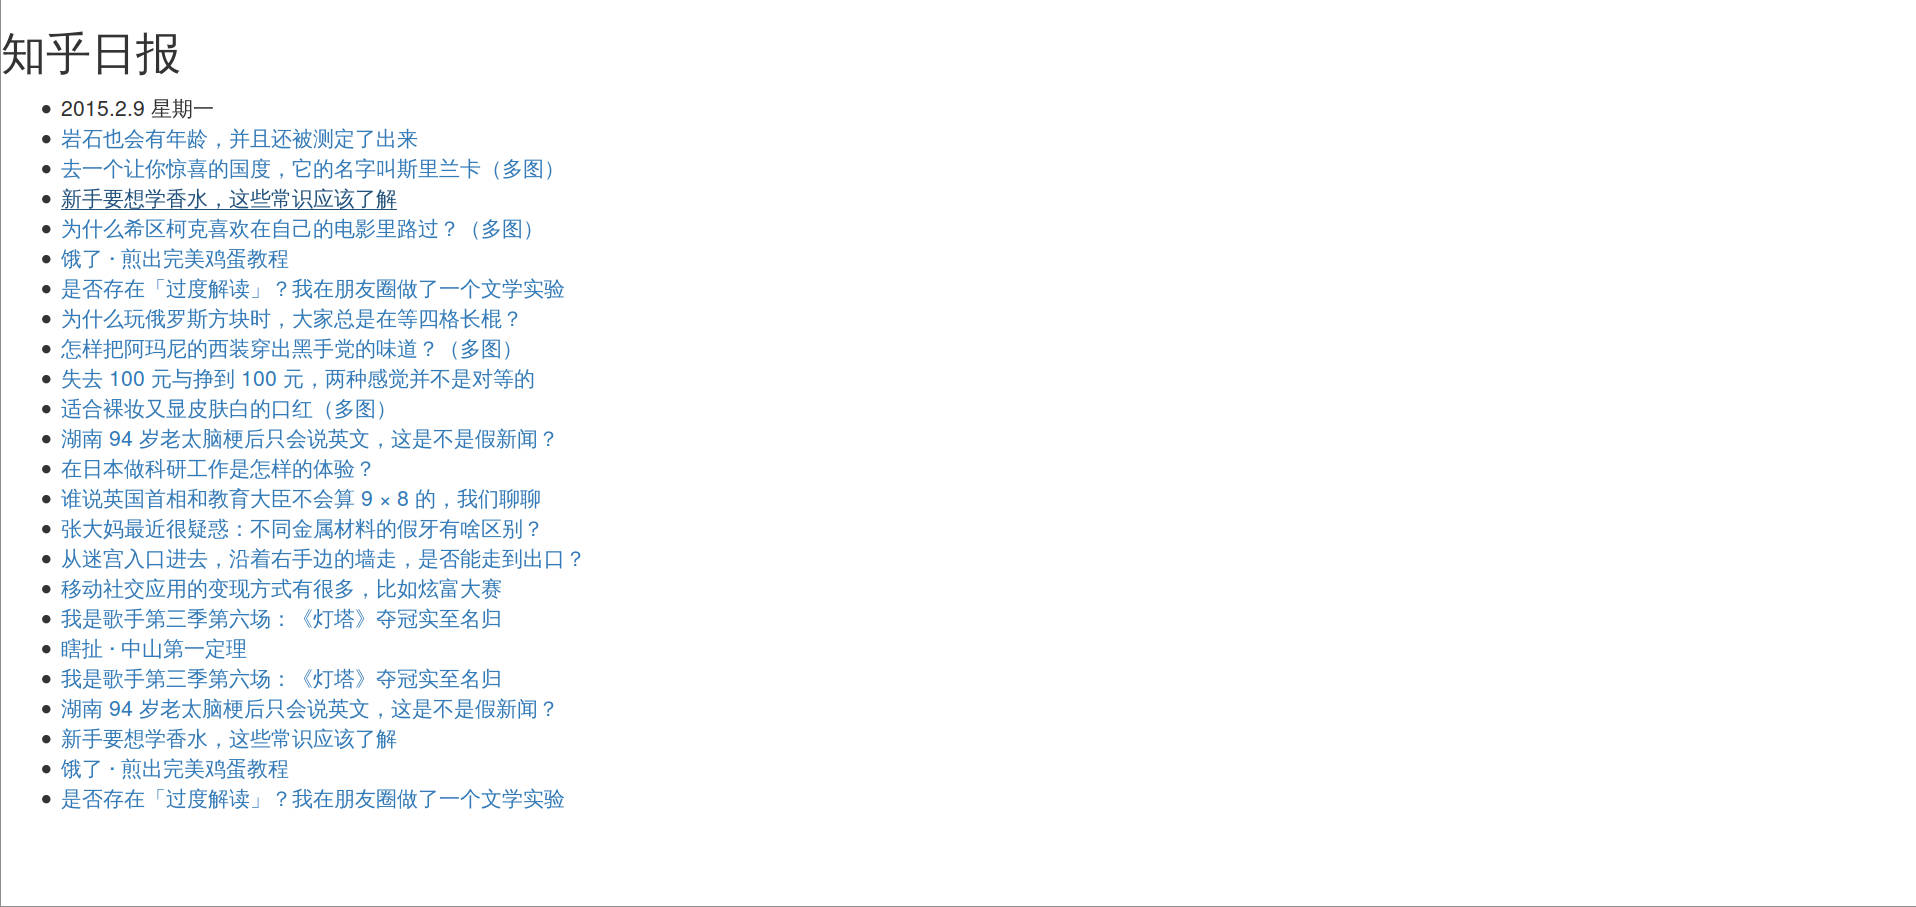 知乎日报
2015.2.9 星期一
岩石也会有年龄，并且还被测定了出来
去一个让你惊喜的国度，它的名字叫斯里兰卡（多图）
新手要想学香水，这些常识应该了解
为什么希区柯克喜欢在自己的电影里路过？（多图）
饿了 · 煎出完美鸡蛋教程
是否存在「过度解读」？我在朋友圈做了一个文学实验
为什么玩俄罗斯方块时，大家总是在等四格长棍？
怎样把阿玛尼的西装穿出黑手党的味道？（多图）
失去 100 元与挣到 100 元，两种感觉并不是对等的
适合裸妆又显皮肤白的口红（多图）
湖南 94 岁老太脑梗后只会说英文，这是不是假新闻？
在日本做科研工作是怎样的体验？
谁说英国首相和教育大臣不会算 9 × 8 的，我们聊聊
张大妈最近很疑惑：不同金属材料的假牙有啥区别？
从迷宫入口进去，沿着右手边的墙走，是否能走到出口？
移动社交应用的变现方式有很多，比如炫富大赛
我是歌手第三季第六场：《灯塔》夺冠实至名归
瞎扯 · 中山第一定理
我是歌手第三季第六场：《灯塔》夺冠实至名归
湖南 94 岁老太脑梗后只会说英文，这是不是假新闻？
新手要想学香水，这些常识应该了解
饿了 · 煎出完美鸡蛋教程
是否存在「过度解读」？我在朋友圈做了一个文学实验